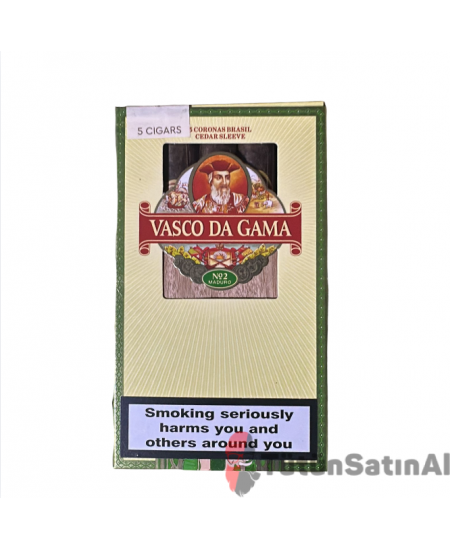 5 CIGARS
5 CORONAS BRASIL
CEDAR SLEEVE
VASCO DA GAMA
Nº2
MADURO
Smoking seriously
harms you and
others around you
TütünSatınAl